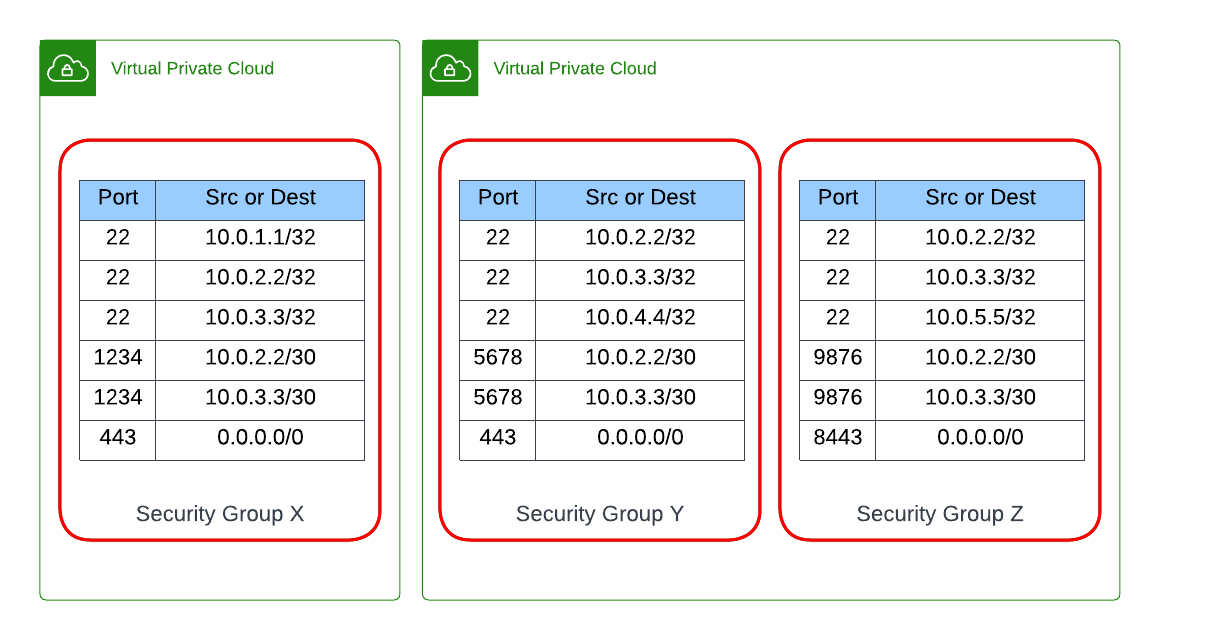 Virtual Private Cloud
Port Src or Dest
22 10.0.1.1/32
22 10.0.2.2/32
22 10.0.3.3/32
1234 10.0.2.2/30
1234 10.0.3.3/30
443 0.0.0.0/0
Security Group X
Virtual Private Cloud
Port Src or Dest
22 10.0.2.2/32
22 10.0.3.3/32
22 10.0.4.4/32
5678 10.0.2.2/30
5678 10.0.3.3/30
443 0.0.0.0/0
Security Group Y
Port Src or Dest
22 10.0.2.2/32
22 10.0.3.3/32
22 10.0.5.5/32
9876 10.0.2.2/30
9876 10.0.3.3/30
8443 0.0.0.0/0
Security Group Z